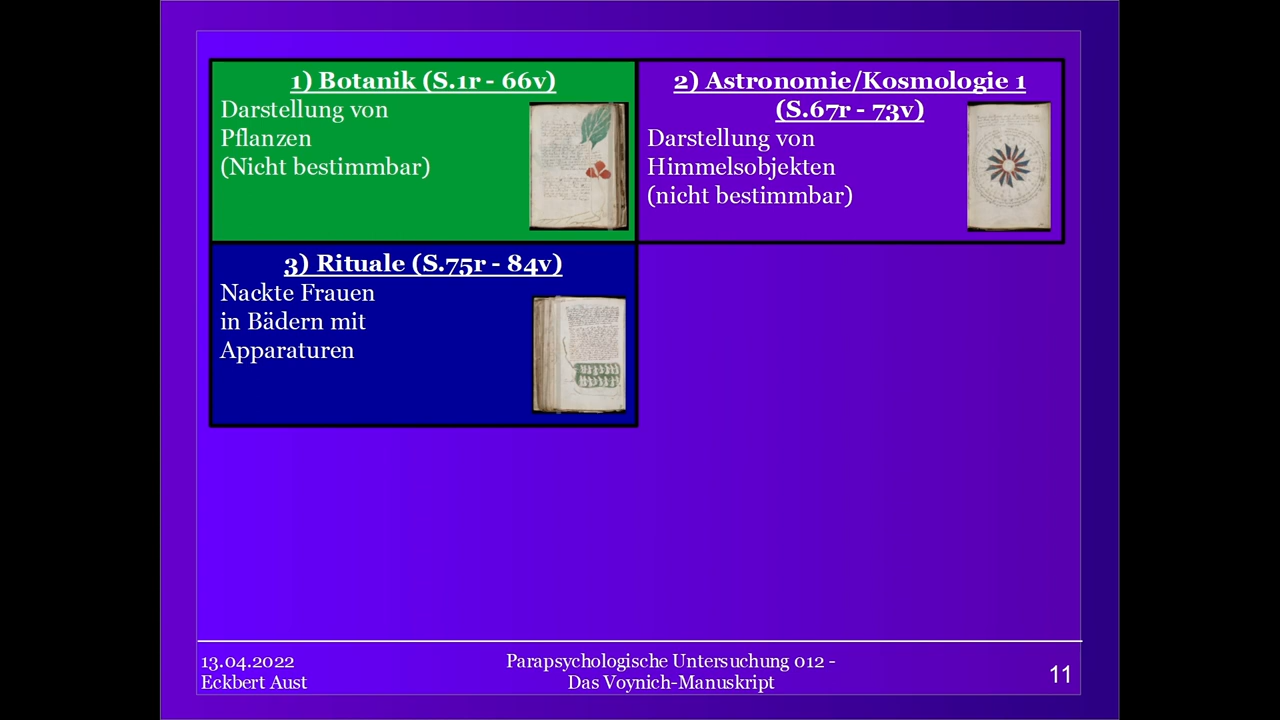 1) Botanik (S.1r - 66v)
Darstellung von
Pflanzen
(Nicht bestimmbar)
2) Astronomie/Kosmologie 1
(S.67r - 73v)
Darstellung von
Himmelsobjekten
(nicht bestimmbar)
3) Rituale (S.75r - 84v)
Nackte Frauen
in Bädern mit
Apparaturen
13.04.2022
Eckbert Aust
Parapsychologische Untersuchung 012 -
Das Voynich-Manuskript
11